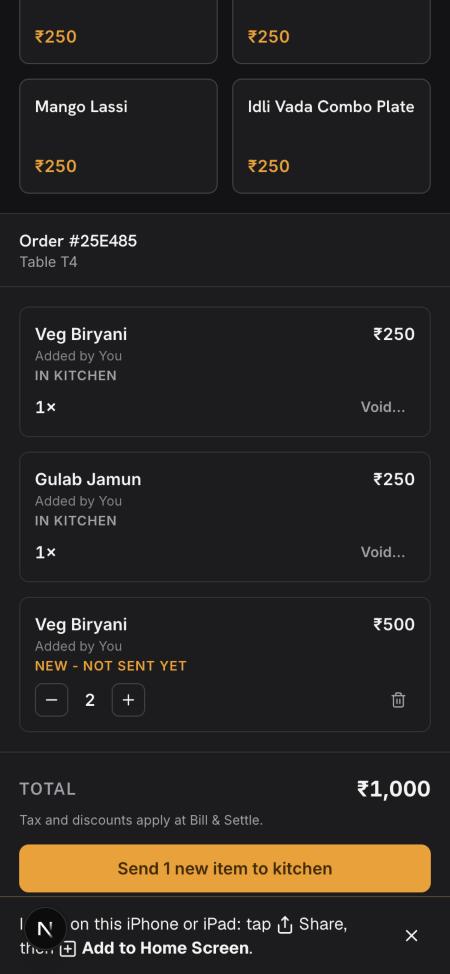 ₹250
₹250
Mango Lassi
Idli Vada Combo Plate
₹250
₹250
Order #25E485
Table T4
Veg Biryani
₹250
Added by You
IN KITCHEN
1×
Void...
Gulab Jamun
₹250
Added by You
IN KITCHEN
1×
Void...
Veg Biryani
₹500
Added by You
NEW - NOT SENT YET
2
TOTAL
₹1,000
Tax and discounts apply at Bill & Settle.
Send 1 new item to kitchen
N
on this iPhone or iPad: tap Share,
Add to Home Screen.